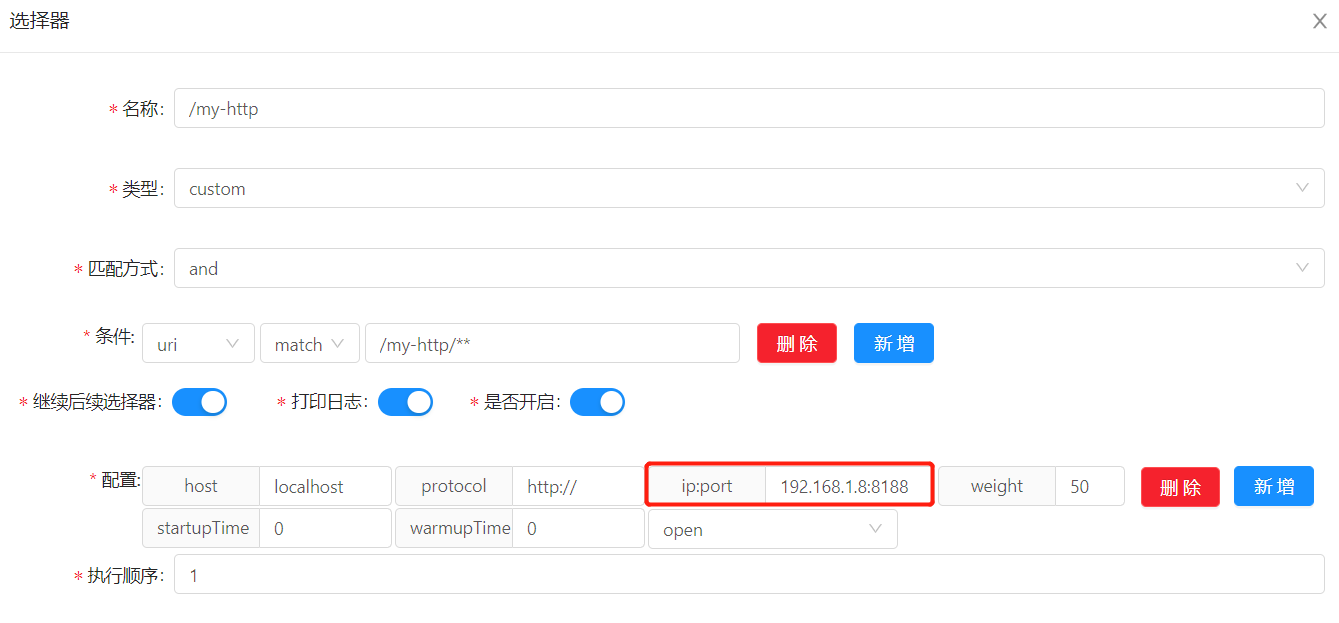 选择器
* 名称: /my-http
* 类型: custom
* 匹配方式: and
* 条件: uri match /my-http/** 删 除 新 增
* 继续后续选择器: * 打印日志: * 是否开启:
* 配置: host localhost protocol http:// ip:port 192.168.1.8:8188 weight 50 删 除 新 增
startupTime 0 warmupTime 0 open
* 执行顺序: 1